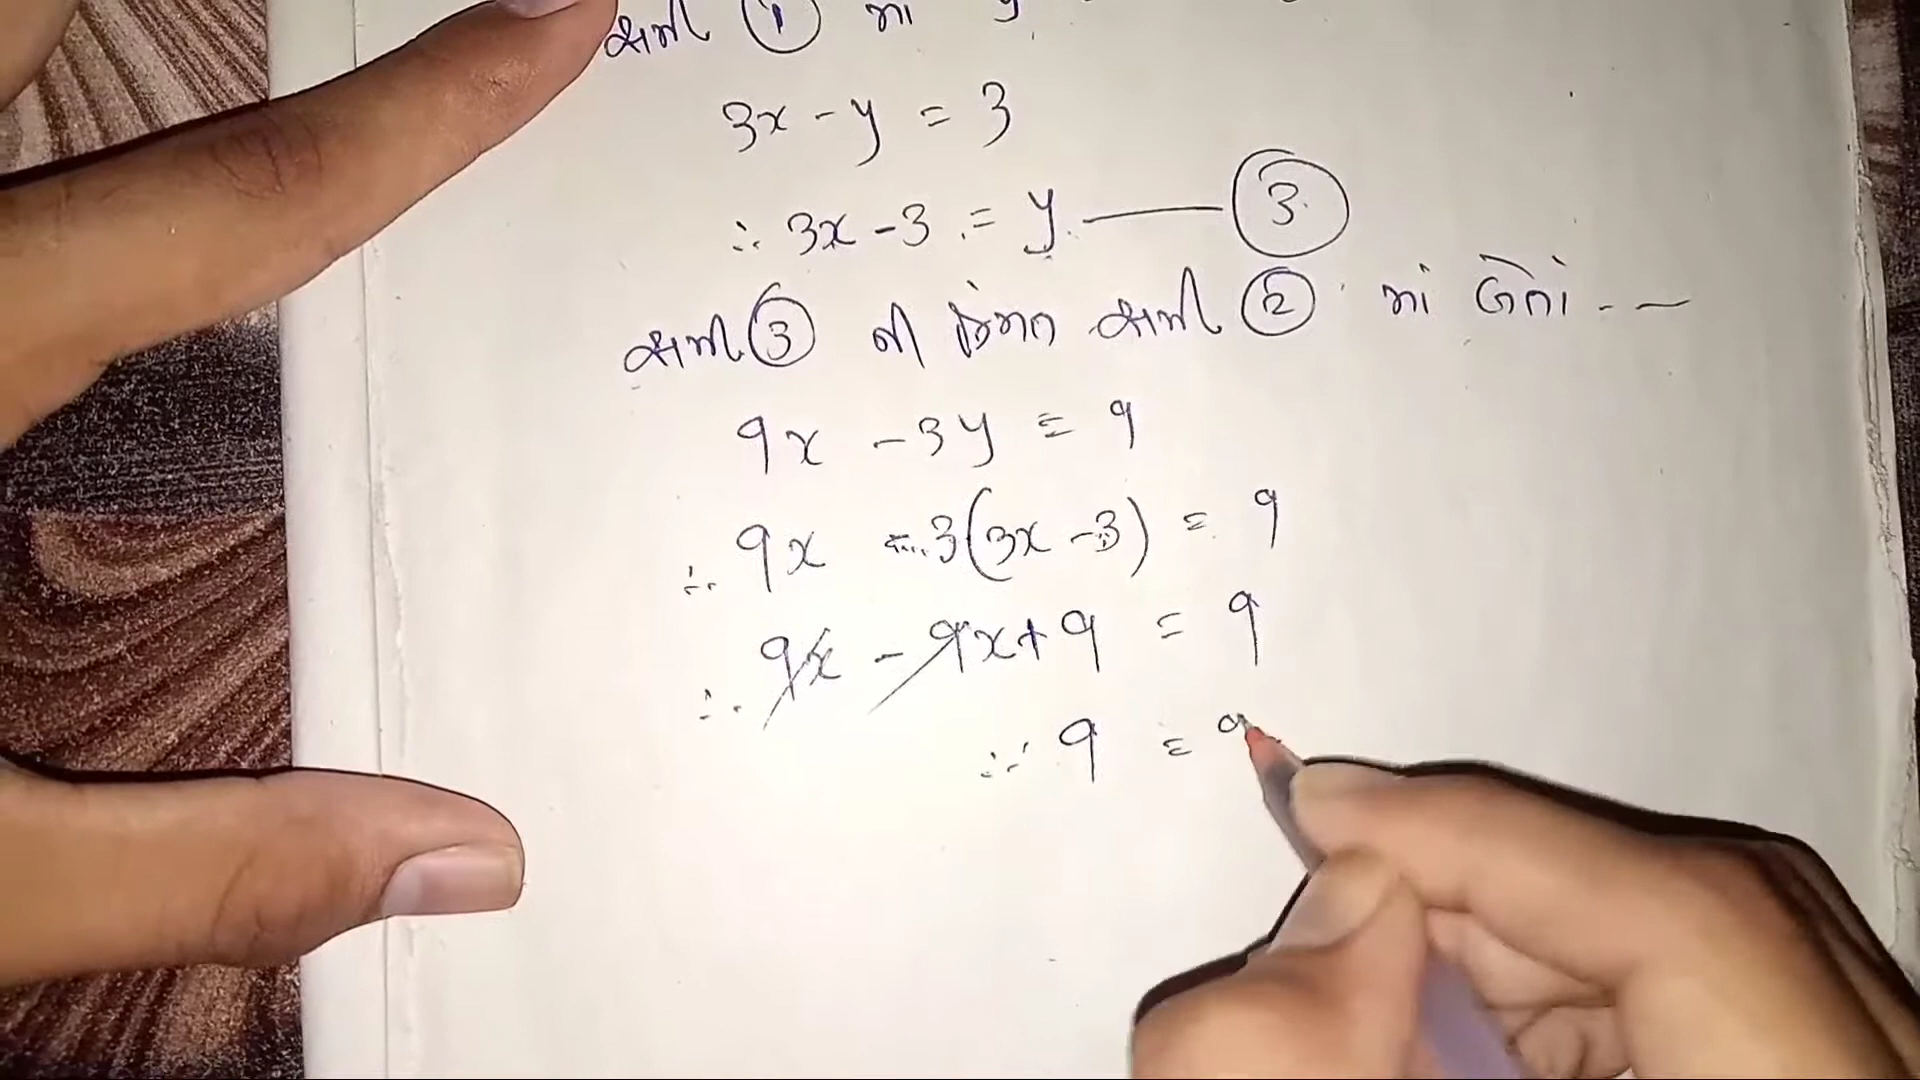 સમી ① માં y
3x - y = 3
∴ 3x - 3 = y —— ③
સમી ③ ની કિંમત સમી ② માં લેતાં - -
9x - 3y = 9
∴ 9x - 3(3x - 3) = 9
∴ 9x - 9x + 9 = 9
∴ 9 = 9